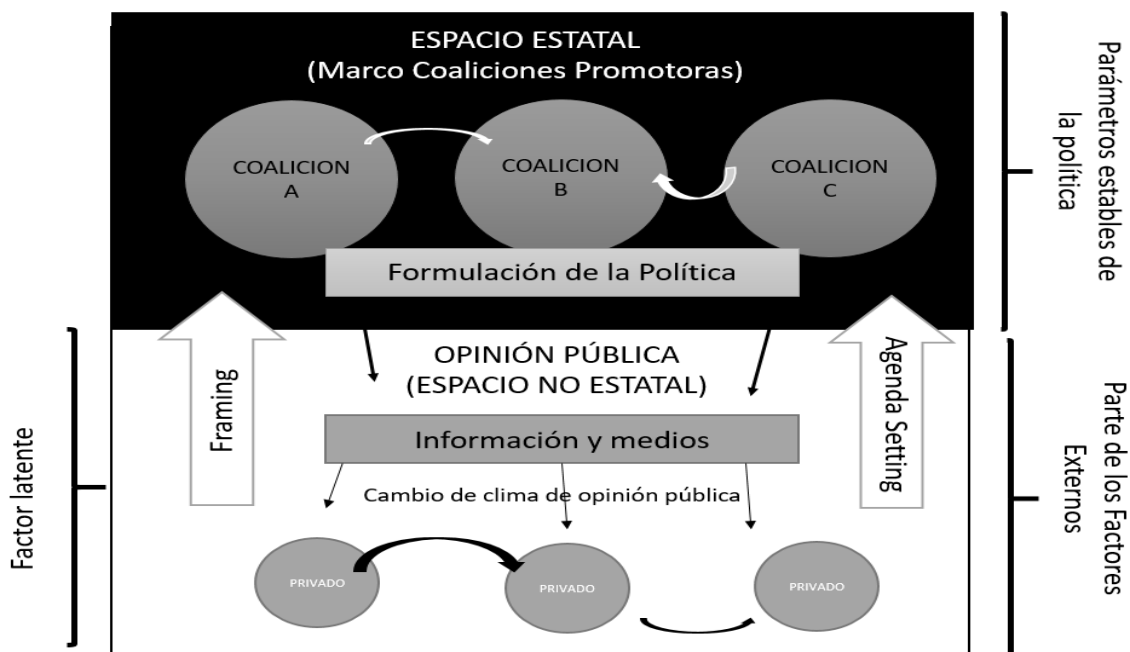 ESPACIO ESTATAL
(Marco Coaliciones Promotoras)
COALICION
A
COALICION
B
COALICION
C
Formulación de la Política
Parámetros estables de
la política
OPINIÓN PÚBLICA
(ESPACIO NO ESTATAL)
Framing
Agenda Setting
Información y medios
Cambio de clima de opinión pública
PRIVADO
PRIVADO
PRIVADO
Factor latente
Parte de los Factores
Externos